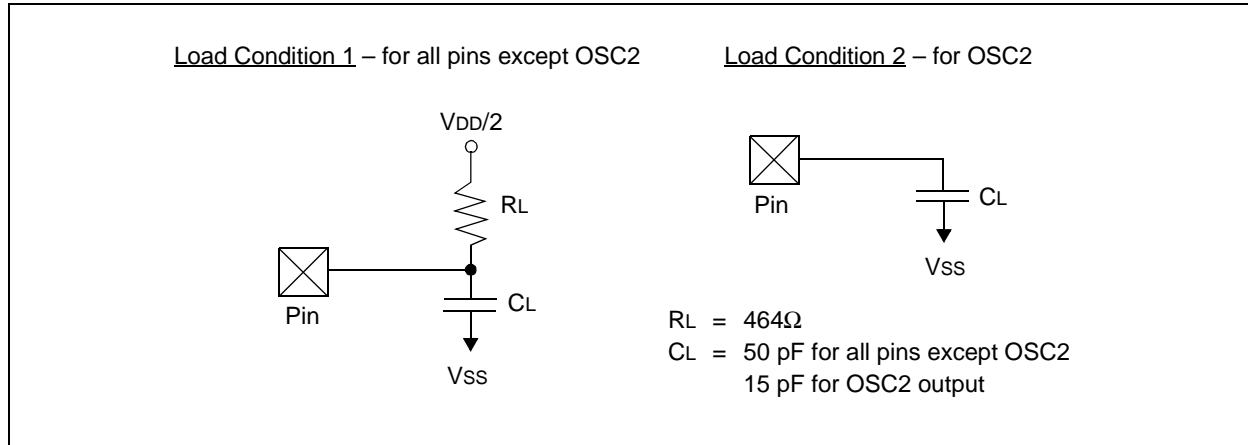 Load Condition 1 – for all pins except OSC2
Load Condition 2 – for OSC2
VDD/2
RL
Pin
CL
VSS
Pin
CL
VSS
RL = 464Ω
CL = 50 pF for all pins except OSC2
15 pF for OSC2 output